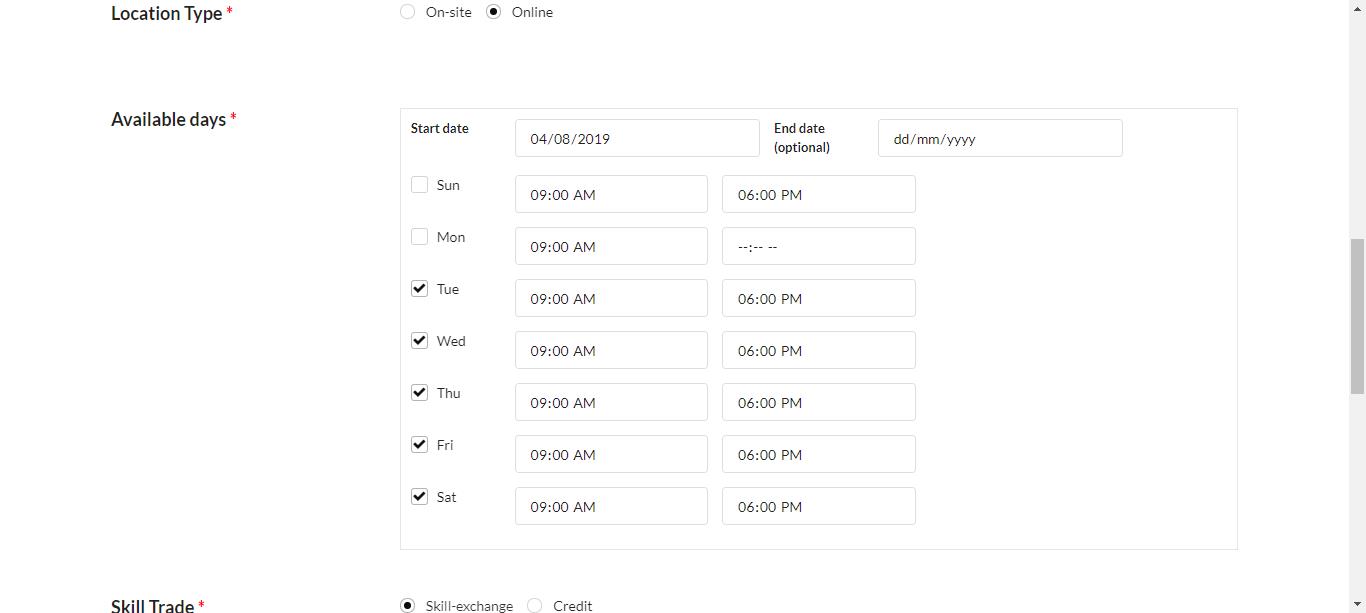 Location Type * On-site Online
Available days * Start date 04/08/2019 End date (optional) dd/mm/yyyy
Sun 09:00 AM 06:00 PM
Mon 09:00 AM --:-- --
Tue 09:00 AM 06:00 PM
Wed 09:00 AM 06:00 PM
Thu 09:00 AM 06:00 PM
Fri 09:00 AM 06:00 PM
Sat 09:00 AM 06:00 PM
Skill Trade * Skill-exchange Credit